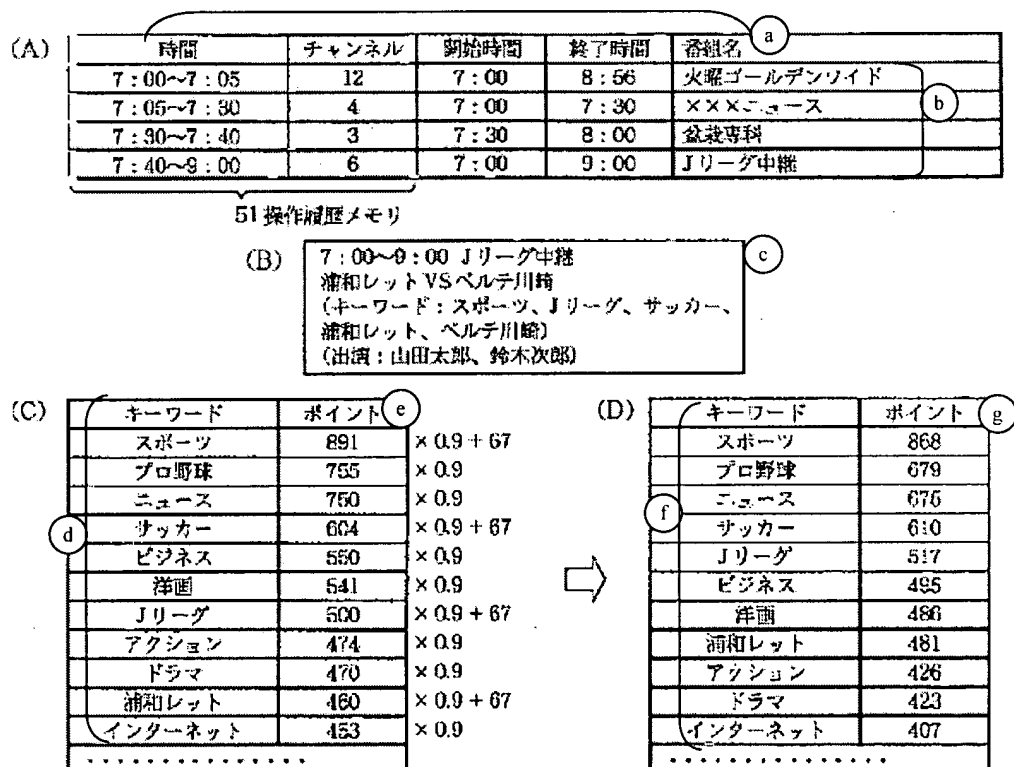 (A)
a
時間 チャンネル 開始時間 終了時間 番組名
7:00～7:05 12 7:00 8:56 火曜ゴールデンワイド
7:05～7:30 4 7:00 7:30 ×××ニュース
7:30～7:40 3 7:30 8:00 盆栽専科
7:40～9:00 6 7:00 9:00 Jリーグ中継
b
51操作履歴メモリ
(B)
7:00～9:00 Jリーグ中継
浦和レットVSベルテ川崎
(キーワード:スポーツ、Jリーグ、サッカー、
浦和レット、ベルテ川崎)
(出演:山田太郎、鈴木次郎)
c
(C)
キーワード ポイント e
スポーツ 891 ×0.9+67
プロ野球 755 ×0.9
ニュース 750 ×0.9
サッカー 604 ×0.9+67
d
ビジネス 550 ×0.9
洋画 541 ×0.9
Jリーグ 500 ×0.9+67
アクション 474 ×0.9
ドラマ 470 ×0.9
浦和レット 460 ×0.9+67
インターネット 453 ×0.9
・・・・・・・・・・・・・・・
(D)
キーワード ポイント g
スポーツ 868
プロ野球 679
ニュース 675
f
サッカー 610
Jリーグ 517
ビジネス 495
洋画 486
浦和レット 481
アクション 426
ドラマ 423
インターネット 407
・・・・・・・・・・・・・・・